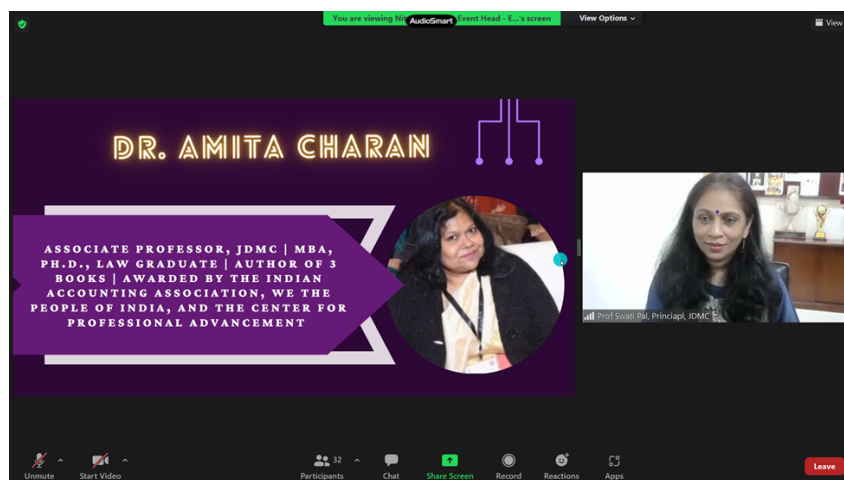 You are viewing Nit
AudioSmart
Event Head - E...'s screen
View Options
View
DR. AMITA CHARAN
ASSOCIATE PROFESSOR, JDMC | MBA,
PH.D., LAW GRADUATE | AUTHOR OF 3
BOOKS | AWARDED BY THE INDIAN
ACCOUNTING ASSOCIATION, WE THE
PEOPLE OF INDIA, AND THE CENTER FOR
PROFESSIONAL ADVANCEMENT
Prof Swati Pal, Princiapl, JDMC
Unmute
Start Video
32
Participants
Chat
Share Screen
Record
Reactions
Apps
Leave